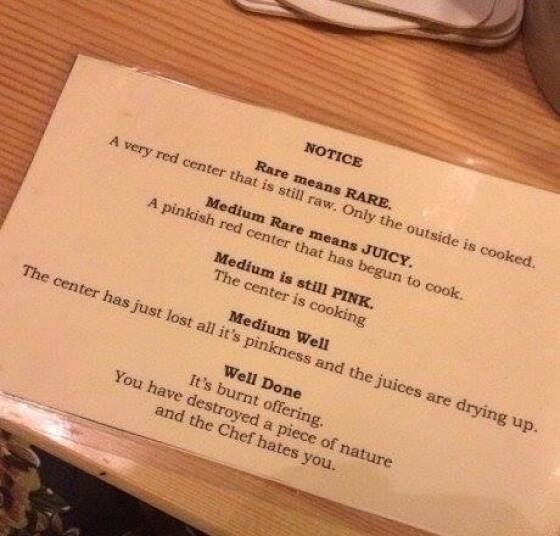 NOTICE
Rare means RARE.
A very red center that is still raw. Only the outside is cooked.
Medium Rare means JUICY.
A pinkish red center that has begun to cook.
Medium is still PINK.
The center is cooking
Medium Well
The center has just lost all it's pinkness and the juices are drying up.
Well Done
It's burnt offering.
You have destroyed a piece of nature
and the Chef hates you.